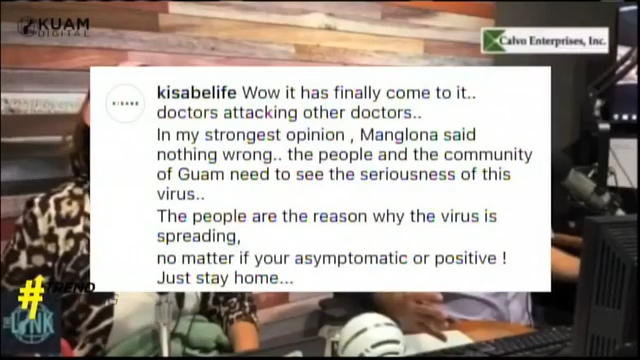 KUAM
DIGITAL
Calvo Enterprises, Inc.
KISABE
kisabelife Wow it has finally come to it..
doctors attacking other doctors..
In my strongest opinion , Manglona said
nothing wrong.. the people and the community
of Guam need to see the seriousness of this
virus..
The people are the reason why the virus is
spreading,
no matter if your asymptomatic or positive !
Just stay home...
#TREND
LINK